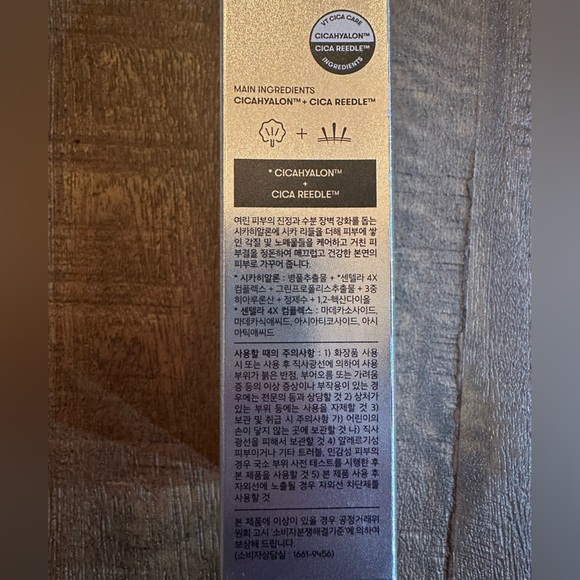 VT CICA CARE
CICAHYALON™
CICA REEDLE™
INGREDIENTS
MAIN INGREDIENTS
CICAHYALON™ + CICA REEDLE™
+
* CICAHYALON™
+
CICA REEDLE™
여린 피부의 진정과 수분 장벽 강화를 돕는
시카히알론에 시카 리들을 더해 피부에 쌓
인 각질 및 노폐물들을 케어하고 거친 피
부결을 정돈하여 매끄럽고 건강한 본연의
피부로 가꾸어 줍니다.
* 시카히알론 : 병풀추출물 + *센텔라 4X
컴플렉스 + 그린프로폴리스추출물 + 3중
히아루론산 + 정제수 + 1,2-헥산다이올
* 센텔라 4X 컴플렉스 : 마데카소사이드,
마데카식애씨드, 아시아티코사이드, 아시
아틱애씨드
사용할 때의 주의사항 : 1) 화장품 사용
시 또는 사용 후 직사광선에 의하여 사용
부위가 붉은 반점, 부어오름 또는 가려움
증 등의 이상 증상이나 부작용이 있는 경
우에는 전문의 등과 상담할 것 2) 상처가
있는 부위 등에는 사용을 자제할 것 3)
보관 및 취급 시 주의사항 가) 어린이의
손이 닿지 않는 곳에 보관할 것 나) 직사
광선을 피해서 보관할 것 4) 알레르기성
피부이거나 기타 트러블, 민감성 피부의
경우 국소 부위 사전 테스트를 시행한 후
본 제품을 사용할 것 5) 본 제품 사용 후
자외선에 노출될 경우 자외선 차단제를
사용할 것
본 제품에 이상이 있을 경우 공정거래위
원회 고시 '소비자분쟁해결기준'에 의하여
보상해 드립니다.
(소비자상담실 : 1661-9456)